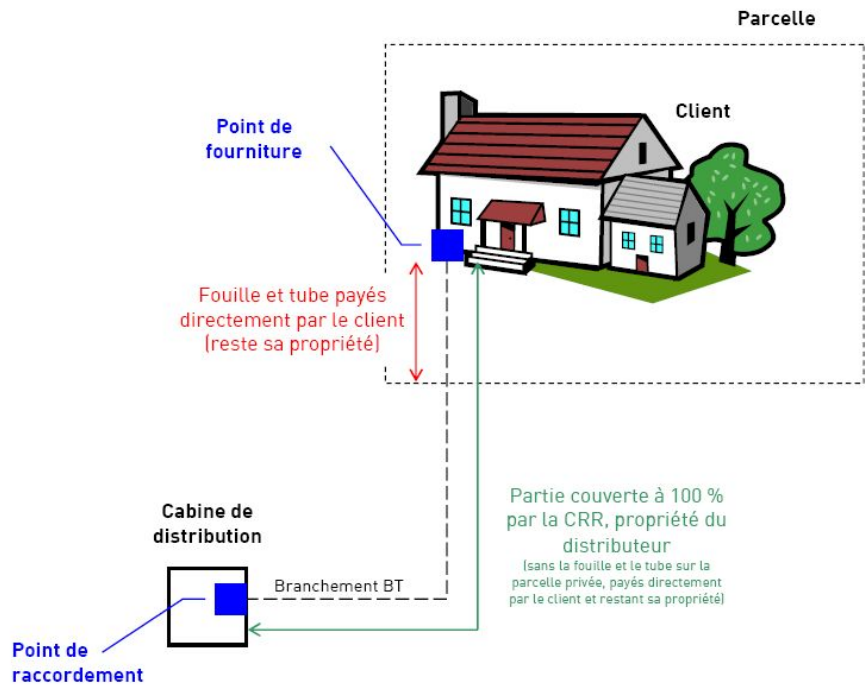 Parcelle
Client
Point de
fourniture
Fouille et tube payés
directement par le client
(reste sa propriété)
Partie couverte à 100 %
par la CRR, propriété du
distributeur
(sans la fouille et le tube sur la
parcelle privée, payés directement
par le client et restant sa propriété)
Cabine de
distribution
Branchement BT
Point de
raccordement